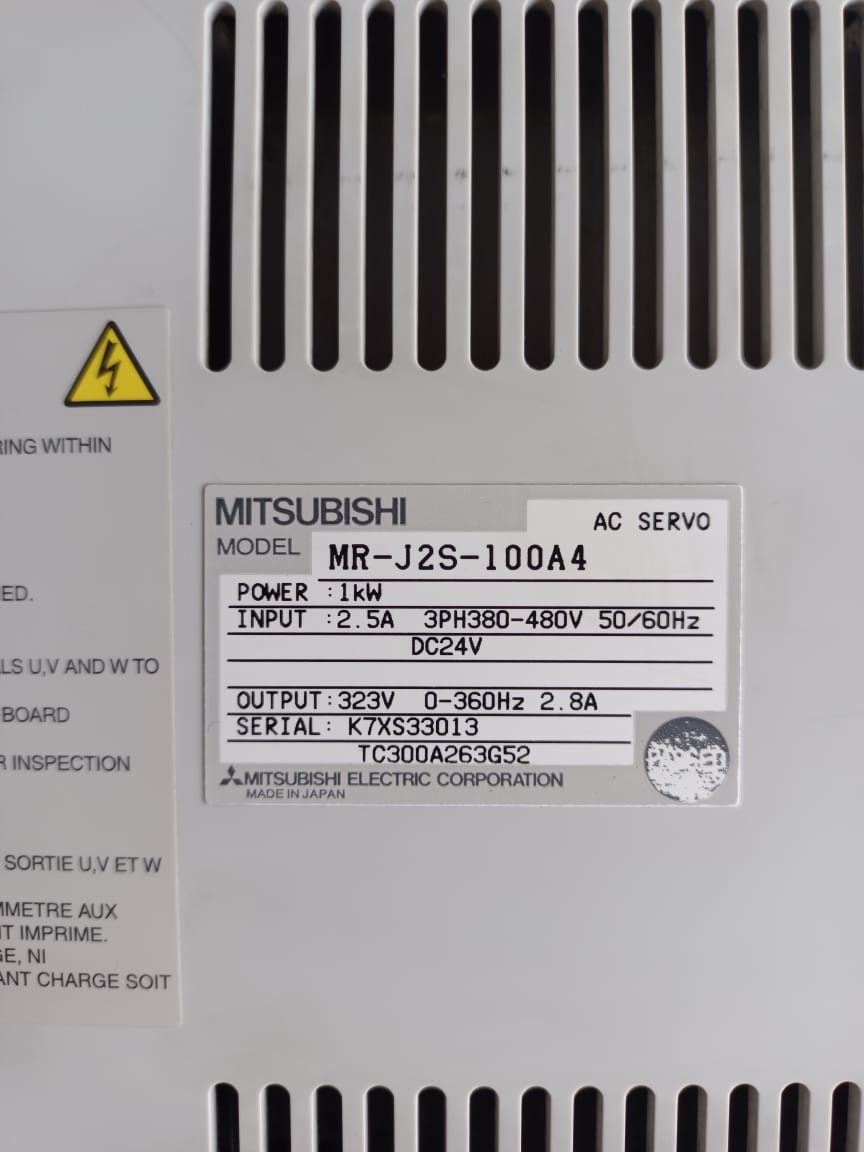 RING WITHIN
ED.
LS U,V AND W TO
BOARD
R INSPECTION
SORTIE U,V ET W
MMETRE AUX
IT IMPRIME.
GE, NI
ANT CHARGE SOIT
MITSUBISHI
AC SERVO
MODEL MR-J2S-100A4
POWER :1kW
INPUT :2.5A 3PH380-480V 50/60Hz
DC24V
OUTPUT:323V 0-360Hz 2.8A
SERIAL: K7XS33013
TC300A263G52
MITSUBISHI ELECTRIC CORPORATION
MADE IN JAPAN